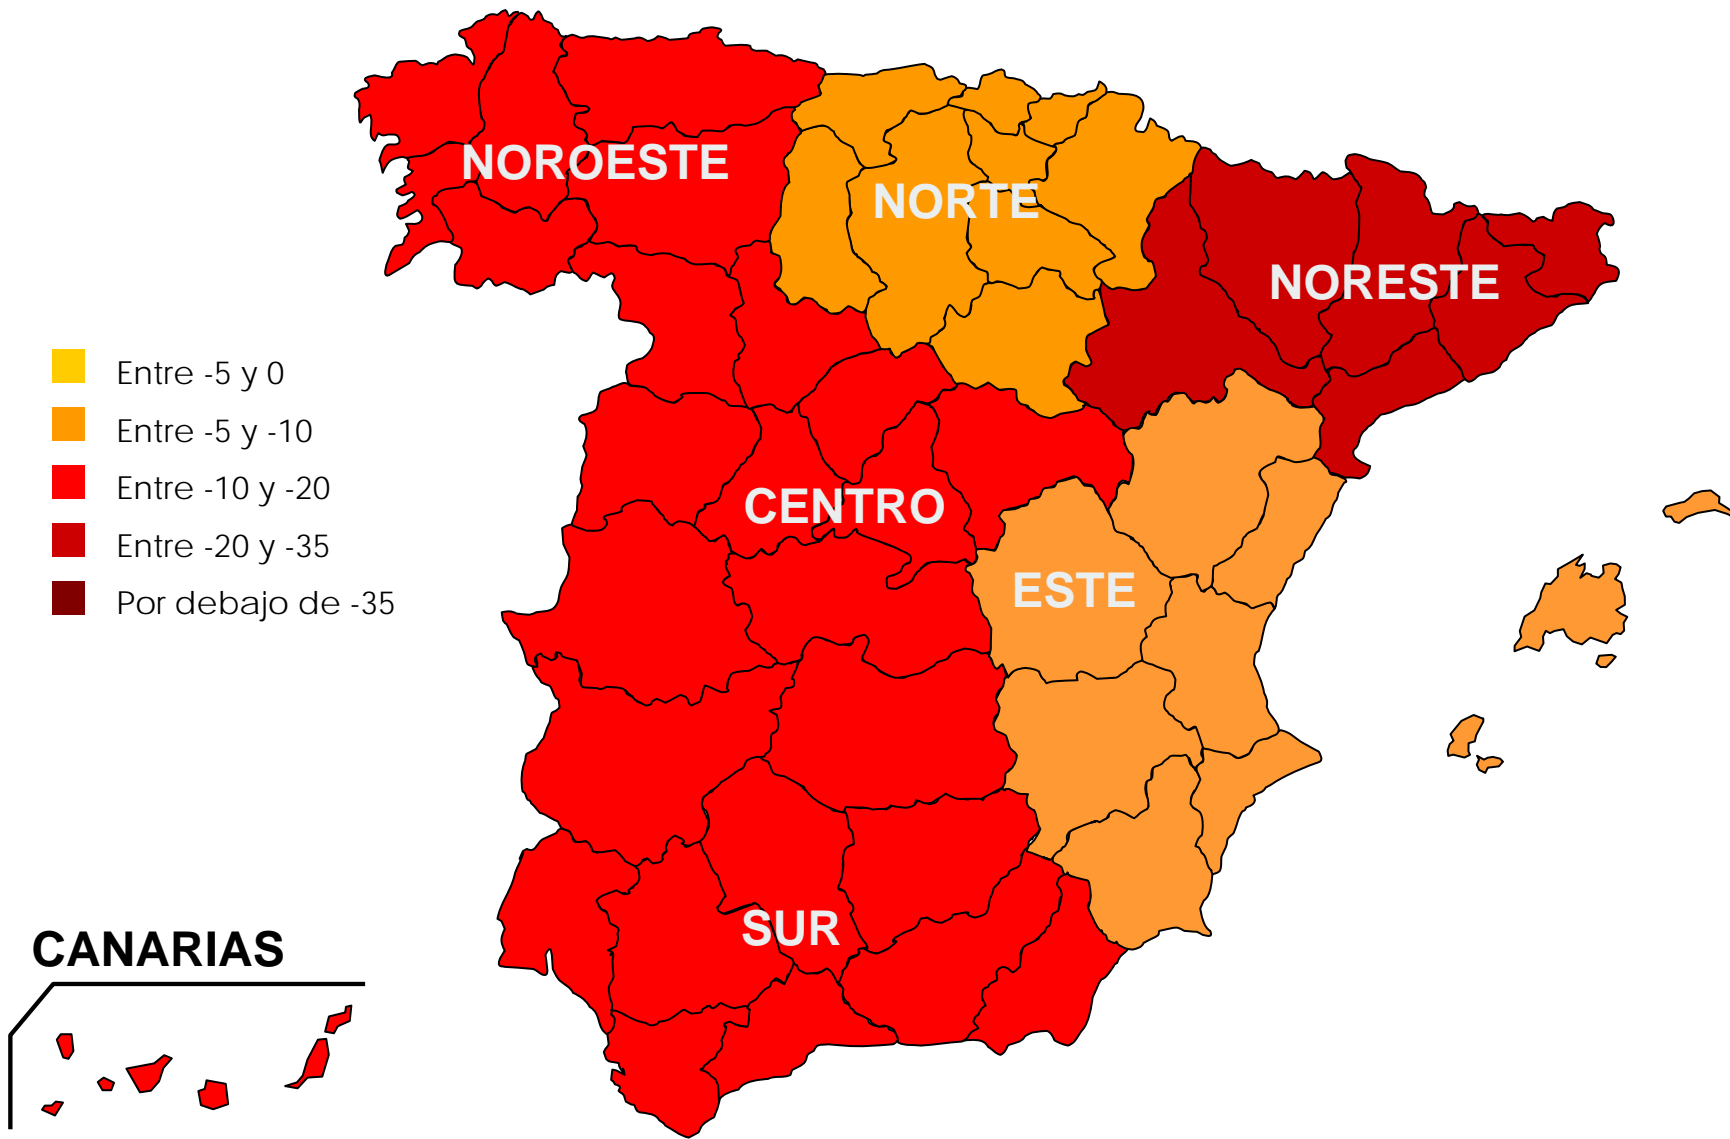 NOROESTE
NORTE
NORESTE
Entre -5 y 0
Entre -5 y -10
Entre -10 y -20
Entre -20 y -35
Por debajo de -35
CENTRO
ESTE
SUR
CANARIAS